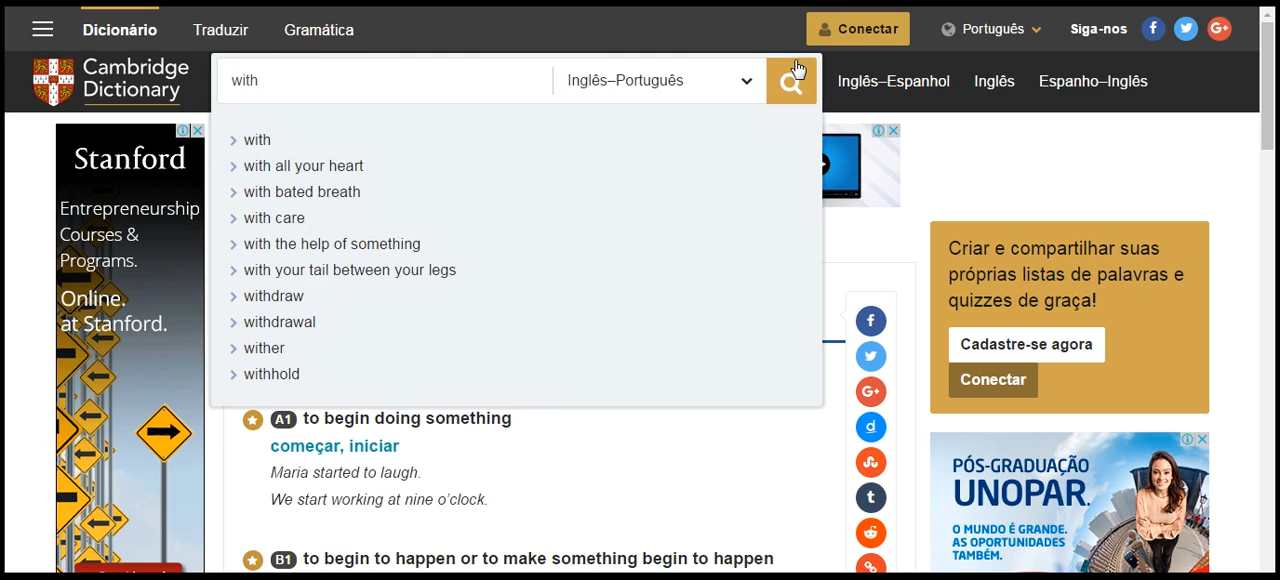 Dicionário Traduzir Gramática Conectar Português Siga-nos
Cambridge
Dictionary
with Inglês–Português Inglês–Espanhol Inglês Espanho–Inglês
with
with all your heart
with bated breath
with care
with the help of something
with your tail between your legs
withdraw
withdrawal
wither
withhold
Stanford
Entrepreneurship
Courses &
Programs.
Online.
at Stanford.
A1 to begin doing something
começar, iniciar
Maria started to laugh.
We start working at nine o'clock.
B1 to begin to happen or to make something begin to happen
Criar e compartilhar suas
próprias listas de palavras e
quizzes de graça!
Cadastre-se agora
Conectar
PÓS-GRADUAÇÃO
UNOPAR.
O MUNDO É GRANDE.
AS OPORTUNIDADES
TAMBÉM.